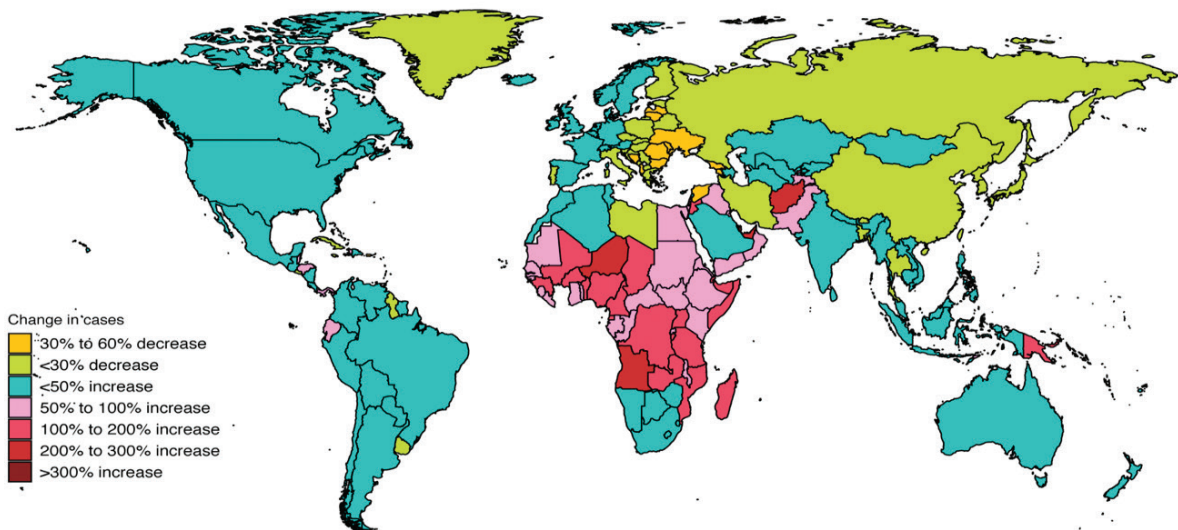 Change in cases
30% tó 60% decrease
<30% decrease
<50% increase
50% to 100% increase
100% to 200% increase
200% to 300% increase
>300% increase